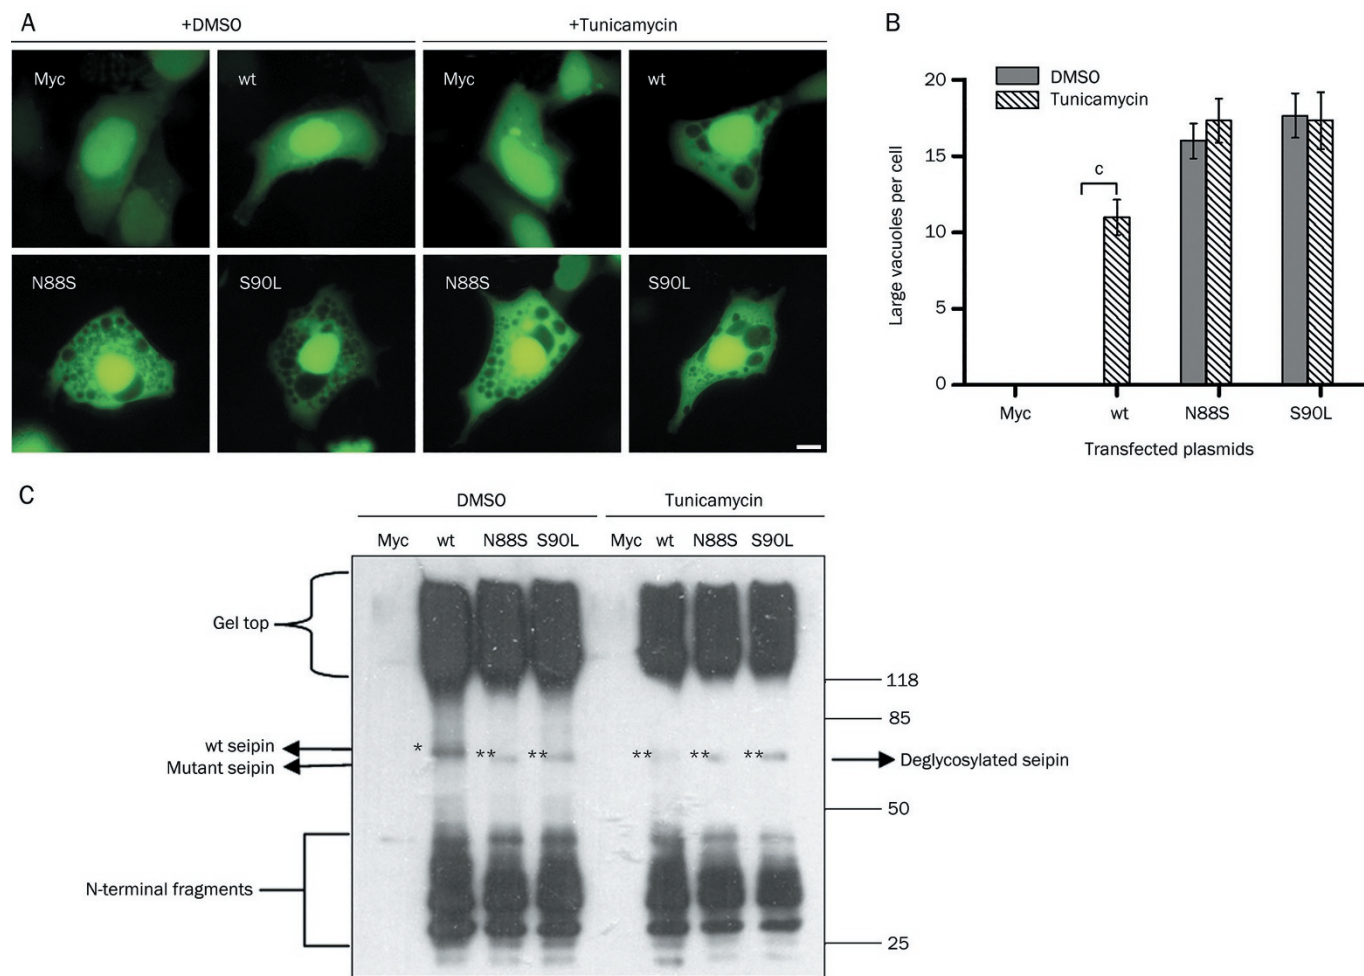 A
+DMSO
+Tunicamycin
Myc
wt
Myc
wt
N88S
S90L
N88S
S90L
B
DMSO
Tunicamycin
20
15
10
5
0
Large vacuoles per cell
c
Myc
wt
N88S
S90L
Transfected plasmids
C
DMSO
Tunicamycin
Myc
wt
N88S
S90L
Myc
wt
N88S
S90L
Gel top
118
85
wt seipin
*
**
**
**
**
**
Mutant seipin
Deglycosylated seipin
50
N-terminal fragments
25